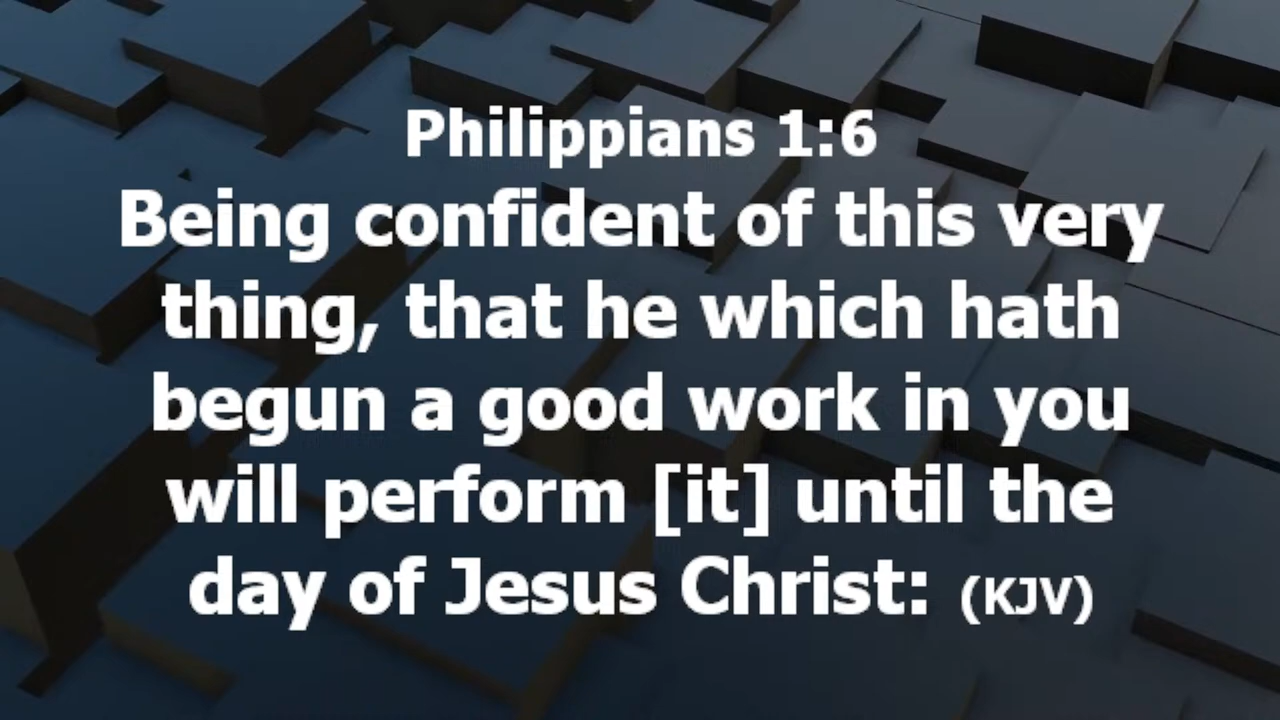 Philippians 1:6
Being confident of this very
thing, that he which hath
begun a good work in you
will perform [it] until the
day of Jesus Christ: (KJV)